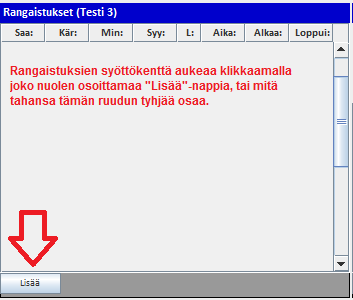 Rangaistukset (Testi 3)
Saa: Kär: Min: Syy: L: Aika: Alkaa: Loppui:
Rangaistuksien syöttökenttä aukeaa klikkaamalla
joko nuolen osoittamaa "Lisää"-nappia, tai mitä
tahansa tämän ruudun tyhjää osaa.
Lisää